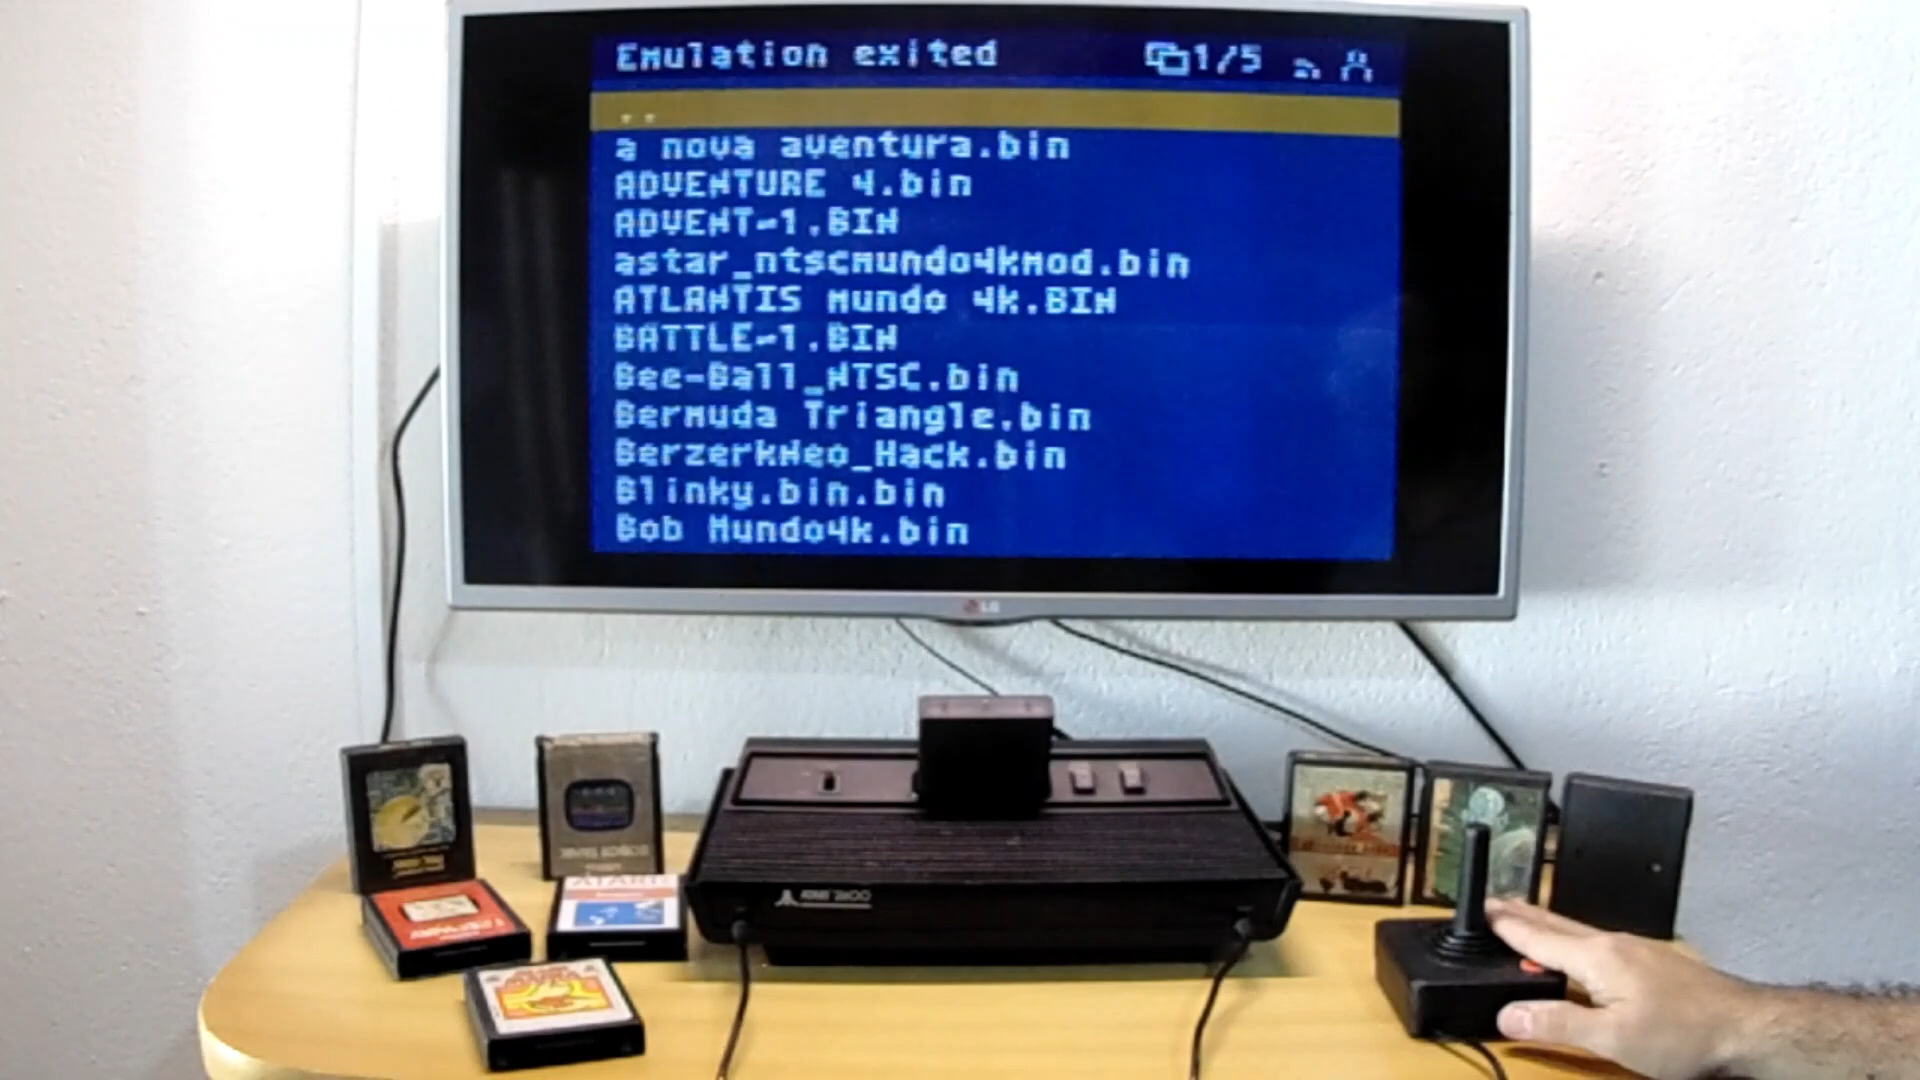 Emulation exited 1/5
..
a nova aventura.bin
ADVENTURE 4.bin
ADVENT-1.BIN
astar_ntscmundo4kmod.bin
ATLANTIS mundo 4k.BIN
BATTLE-1.BIN
Bee-Ball_NTSC.bin
Bermuda Triangle.bin
BerzerkNeo_Hack.bin
Blinky.bin.bin
Bob Mundo4k.bin
LG
ATARI 2600
ATARI